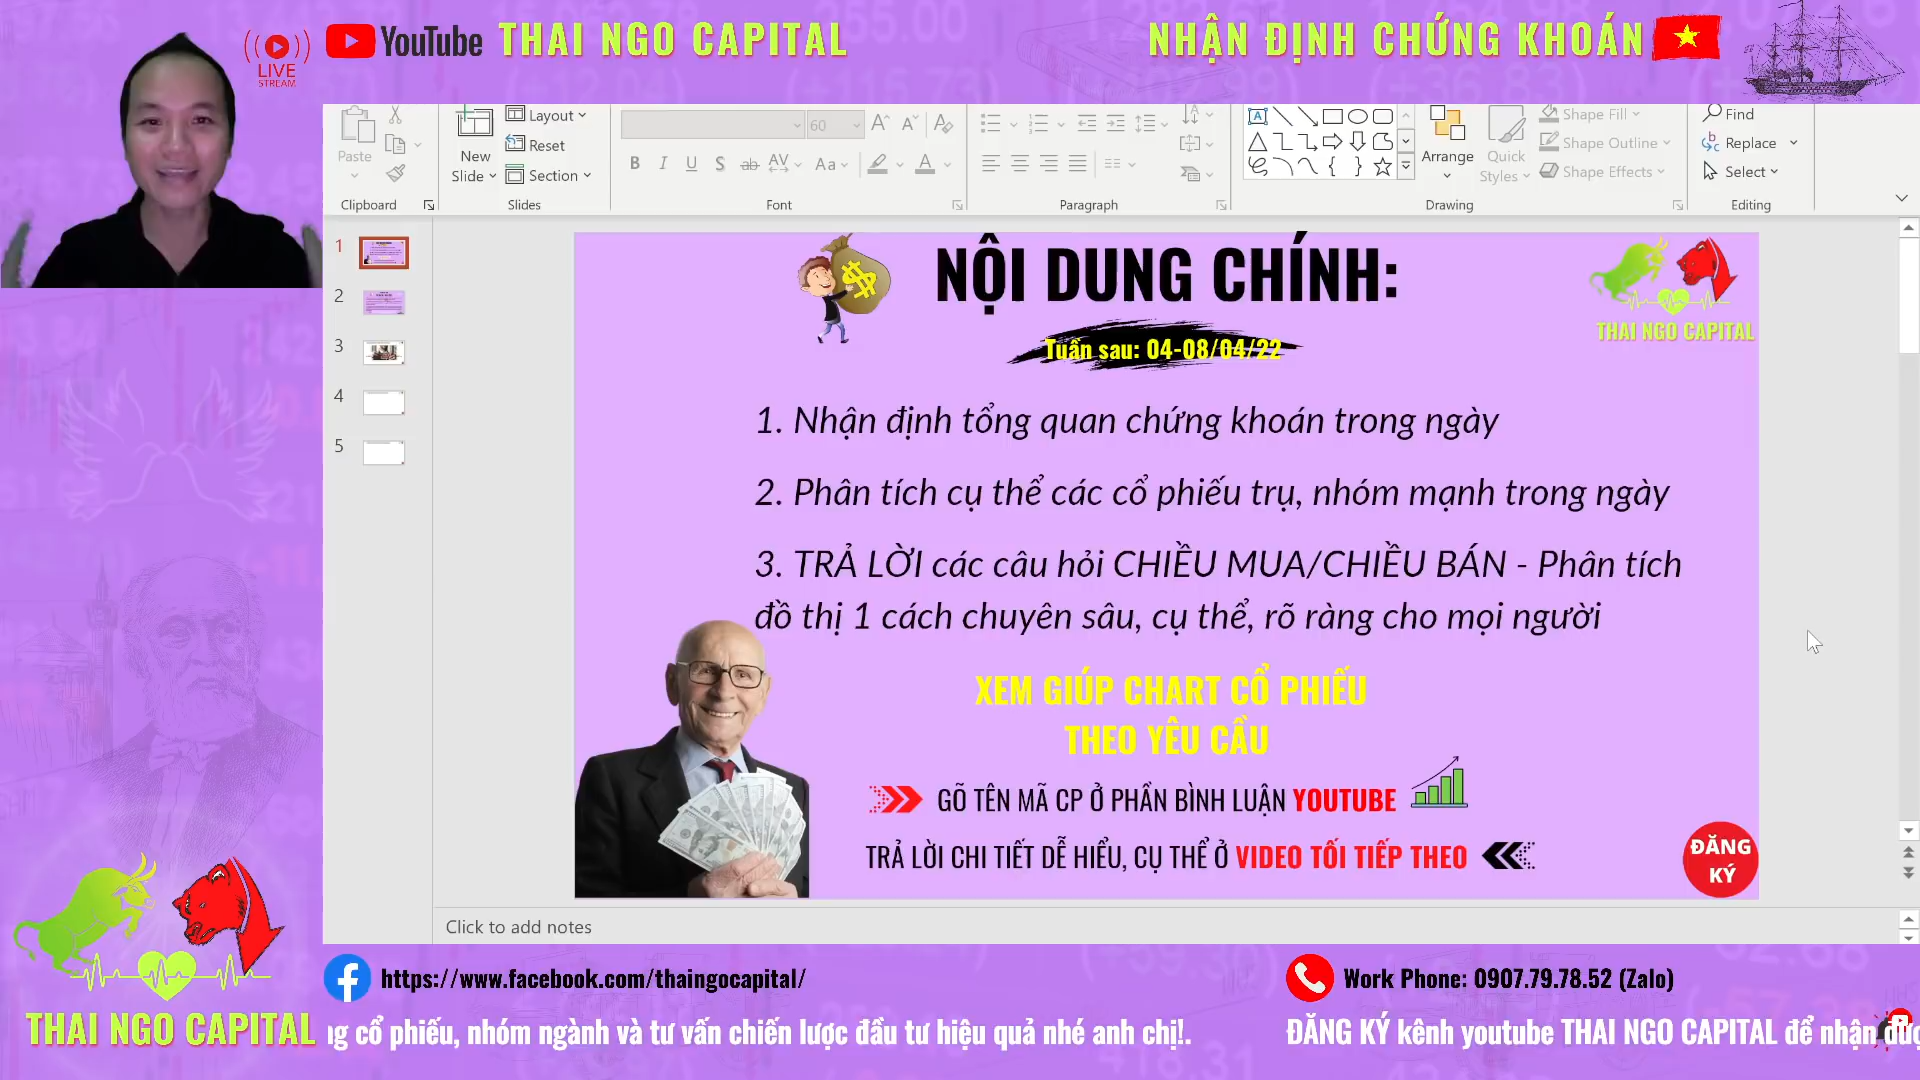 LIVE
STREAM
YouTube THAI NGO CAPITAL
NHẬN ĐỊNH CHỨNG KHOÁN
Paste
Clipboard
New
Slide
Layout
Reset
Section
Slides
60
Font
Paragraph
Arrange
Quick
Styles
Shape Fill
Shape Outline
Shape Effects
Drawing
Find
Replace
Select
Editing
1
2
3
4
5
NỘI DUNG CHÍNH:
Tuần sau: 04-08/04/22
THAI NGO CAPITAL
1. Nhận định tổng quan chứng khoán trong ngày
2. Phân tích cụ thể các cổ phiếu trụ, nhóm mạnh trong ngày
3. TRẢ LỜI các câu hỏi CHIỀU MUA/CHIỀU BÁN - Phân tích
đồ thị 1 cách chuyên sâu, cụ thể, rõ ràng cho mọi người
XEM GIÚP CHART CỔ PHIẾU
THEO YÊU CẦU
GÕ TÊN MÃ CP Ở PHẦN BÌNH LUẬN YOUTUBE
TRẢ LỜI CHI TIẾT DỄ HIỂU, CỤ THỂ Ở VIDEO TỐI TIẾP THEO
ĐĂNG
KÝ
Click to add notes
https://www.facebook.com/thaingocapital/
Work Phone: 0907.79.78.52 (Zalo)
THAI NGO CAPITAL
cổ phiếu, nhóm ngành và tư vấn chiến lược đầu tư hiệu quả nhé anh chị!.
ĐĂNG KÝ kênh youtube THAI NGO CAPITAL để nhận